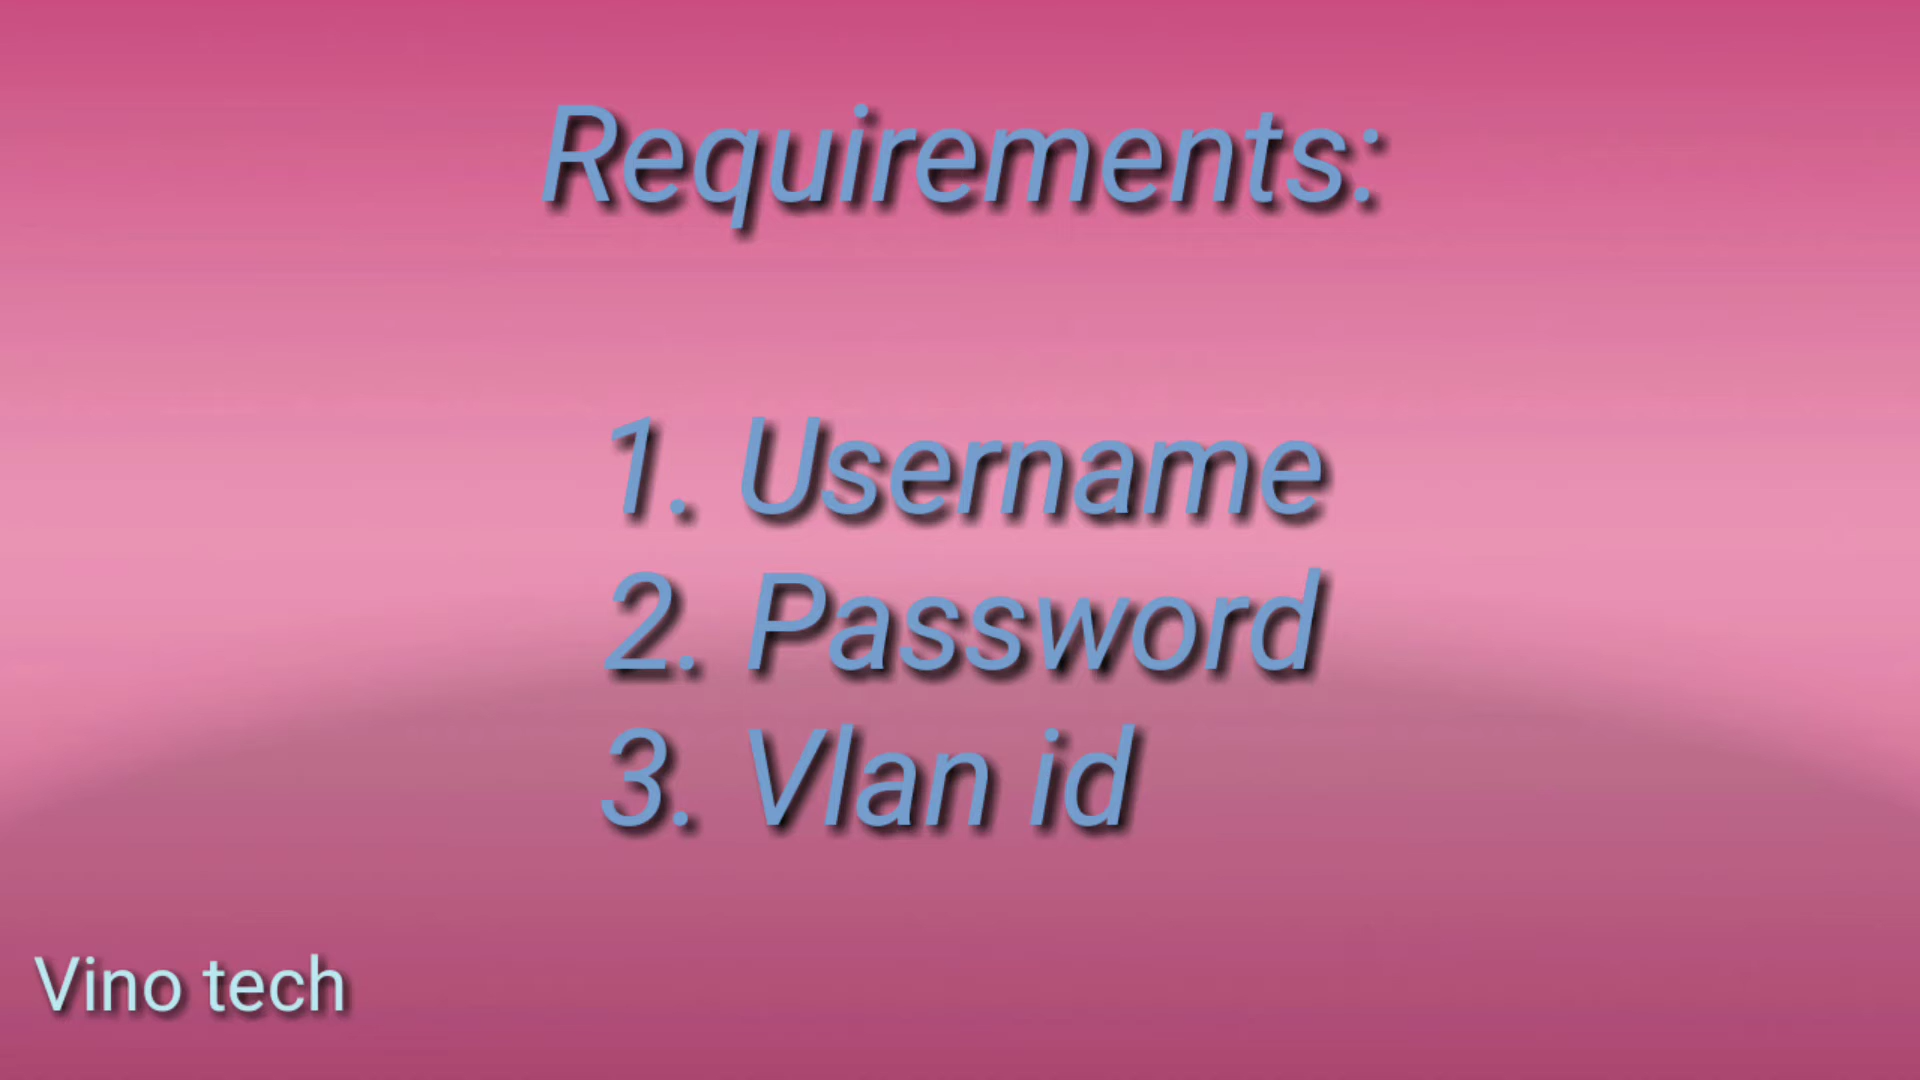 Requirements:
1. Username
2. Password
3. Vlan id
Vino tech